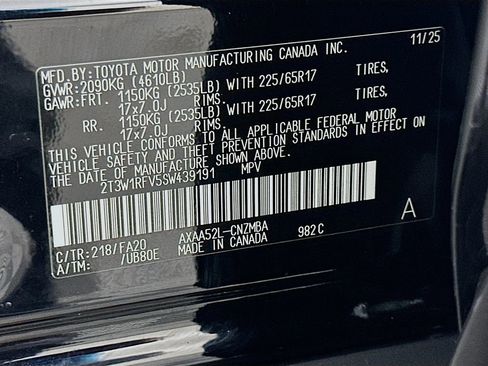 MFD.BY:TOYOTA MOTOR MANUFACTURING CANADA INC. 11/25
GVWR:2090KG (4610LB)
GAWR:FRT. 1150KG (2535LB) WITH 225/65R17 TIRES,
17x7.0J RIMS.
RR. 1150KG (2535LB) WITH 225/65R17 TIRES,
17x7.0J RIMS.
THIS VEHICLE CONFORMS TO ALL APPLICABLE FEDERAL MOTOR
VEHICLE SAFETY AND THEFT PREVENTION STANDARDS IN EFFECT ON
THE DATE OF MANUFACTURE SHOWN ABOVE.
2T3W1RFV5SW439191 MPV
C/TR:218/FA20 AXAA52L-CNZMBA 982C A
A/TM: /UB80E MADE IN CANADA